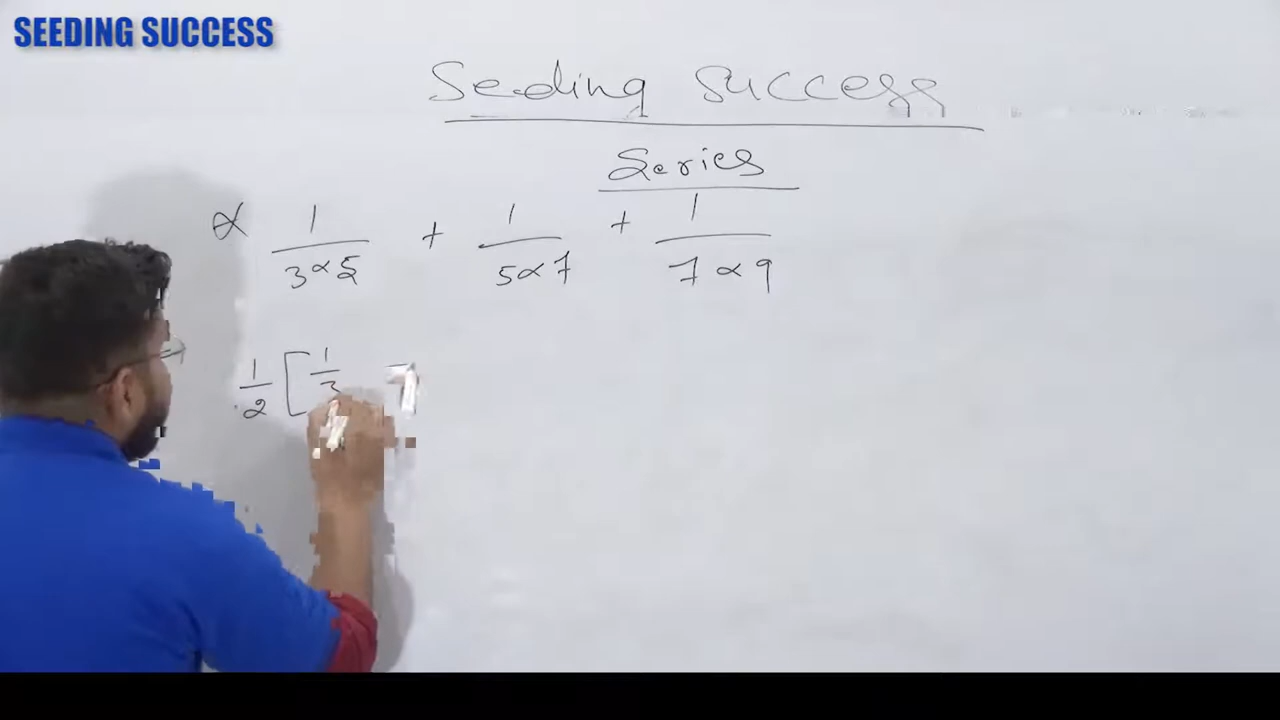 SEEDING SUCCESS
Seeding Success
Series
∝ 1/3∝5 + 1/5∝7 + 1/7∝9
1/2 [ 1/3